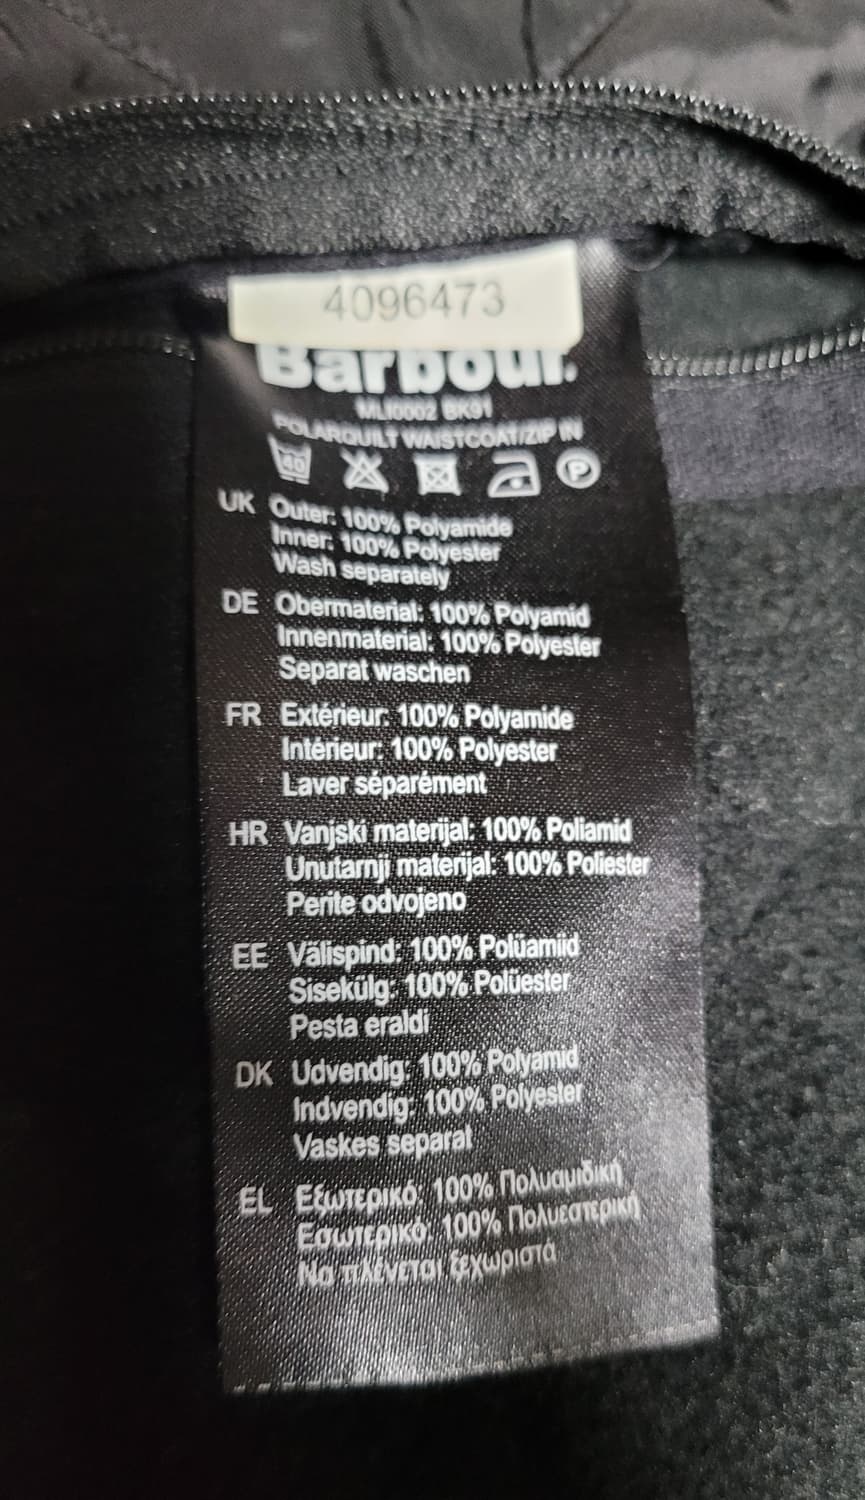 4096473
Barbour.
MLI0002 BK91
POLARQUILT WAISTCOAT/ZIP IN
40 P
UK Outer: 100% Polyamide
Inner: 100% Polyester
Wash separately
DE Obermaterial: 100% Polyamid
Innenmaterial: 100% Polyester
Separat waschen
FR Extérieur: 100% Polyamide
Intérieur: 100% Polyester
Laver séparément
HR Vanjski materijal: 100% Poliamid
Unutarnji materijal: 100% Poliester
Perite odvojeno
EE Välispind: 100% Polüamiid
Sisekülg: 100% Polüester
Pesta eraldi
DK Udvendig: 100% Polyamid
Indvendig: 100% Polyester
Vaskes separat
EL Εξωτερικό: 100% Πολυαμιδική
Εσωτερικό: 100% Πολυεστερική
Να πλένεται ξεχωριστά